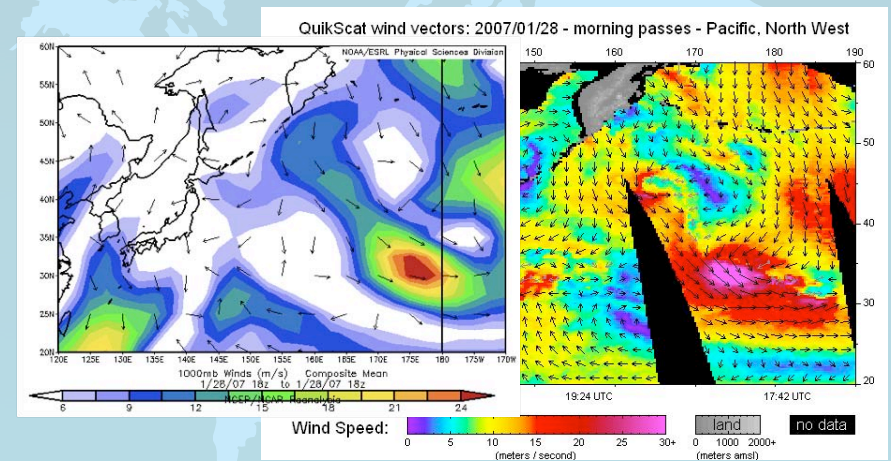 QuikScat wind vectors: 2007/01/28 - morning passes - Pacific, North West
NOAA/ESRL Physical Sciences Division
60N
55N
50N
45N
40N
35N
30N
25N
20N
120E 125E 130E 135E 140E 145E 150E 155E 160E 165E 170E 175E 180 175W 170W
1000mb Winds (m/s) Composite Mean
1/28/07 18z to 1/28/07 18z
NCEP/NCAR Reanalysis
6 9 12 15 18 21 24
150 160 170 180 190
60
50
40
30
20
19:24 UTC 17:42 UTC
Wind Speed:
0 5 10 15 20 25 30+
(meters / second)
land
0 1000 2000+
(meters amsl)
no data